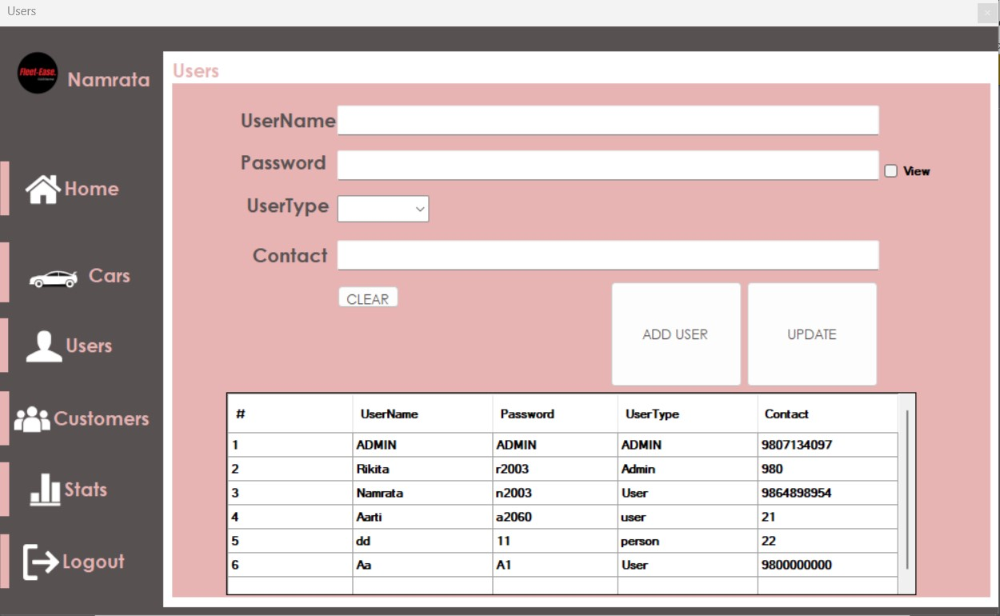 Users
Fleet-Ease.
Namrata
Users
UserName
Password
View
UserType
Contact
CLEAR
ADD USER
UPDATE
Home
Cars
Users
Customers
Stats
Logout
# UserName Password UserType Contact
1 ADMIN ADMIN ADMIN 9807134097
2 Rikita r2003 Admin 980
3 Namrata n2003 User 9864898954
4 Aarti a2060 user 21
5 dd 11 person 22
6 Aa A1 User 9800000000